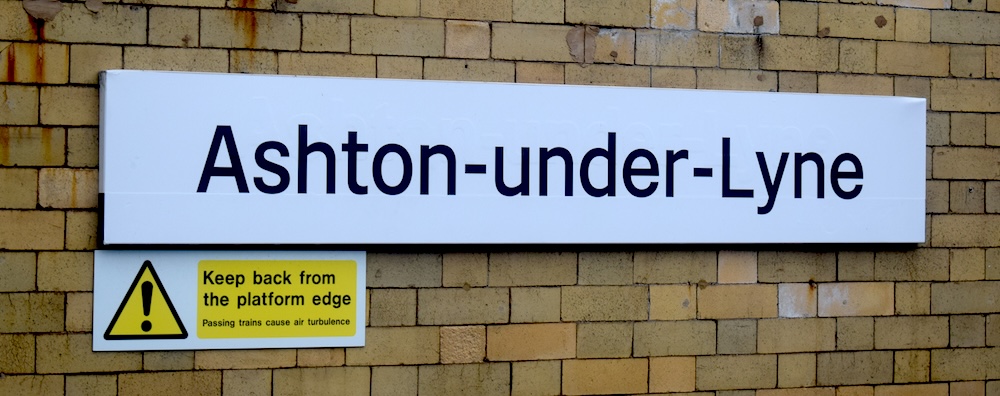 Ashton-under-Lyne
Keep back from
the platform edge
Passing trains cause air turbulence